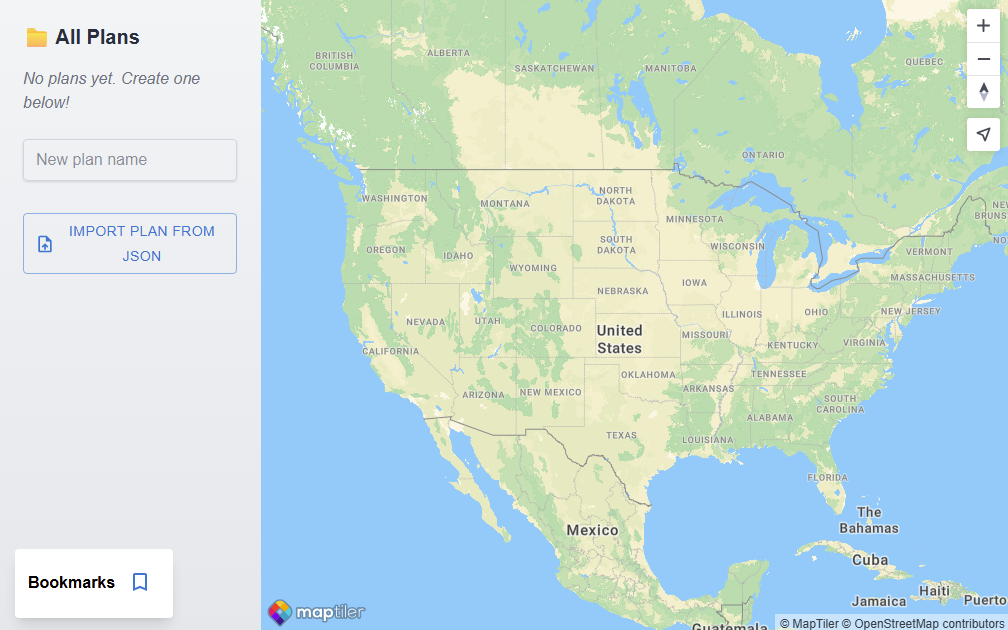 All Plans
No plans yet. Create one
below!
New plan name
IMPORT PLAN FROM
JSON
Bookmarks
BRITISH
COLUMBIA
ALBERTA
SASKATCHEWAN
MANITOBA
QUEBEC
ONTARIO
NEW
BRUNS
NO
WASHINGTON
MONTANA
NORTH
DAKOTA
MINNESOTA
OREGON
IDAHO
SOUTH
DAKOTA
WISCONSIN
VERMONT
WYOMING
MASSACHUSETTS
NEBRASKA
IOWA
NEVADA
UTAH
COLORADO
United
States
ILLINOIS
OHIO
NEW JERSEY
MISSOURI
KENTUCKY
VIRGINIA
CALIFORNIA
OKLAHOMA
TENNESSEE
ARIZONA
NEW MEXICO
ARKANSAS
SOUTH
CAROLINA
ALABAMA
TEXAS
LOUISIANA
FLORIDA
The
Bahamas
Mexico
Cuba
Haiti
Jamaica
Puerto
Guatemala
maptiler
© MapTiler © OpenStreetMap contributors